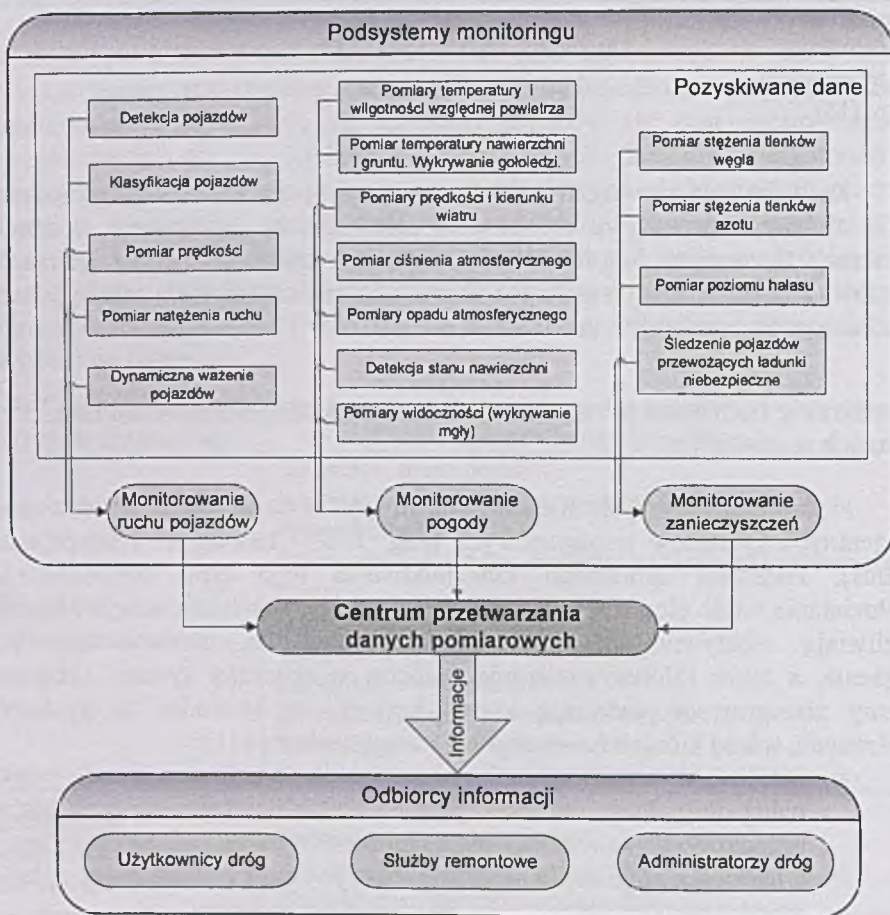 Podsystemy monitoringu
Pozyskiwane dane
Detekcja pojazdów
Klasyfikacja pojazdów
Pomiar prędkości
Pomiar natężenia ruchu
Dynamiczne ważenie
pojazdów
Pomiary temperatury i
wilgotności względnej powietrza
Pomiar temperatury nawierzchni
i gruntu. Wykrywanie gołoledzi.
Pomiary prędkości i kierunku
wiatru
Pomiar ciśnienia atmosferycznego
Pomiary opadu atmosferycznego
Detekcja stanu nawierzchni
Pomiary widoczności (wykrywanie
mgły)
Pomiar stężenia tlenków
węgla
Pomiar stężenia tlenków
azotu
Pomiar poziomu hałasu
Śledzenie pojazdów
przewożących ładunki
niebezpieczne
Monitorowanie
ruchu pojazdów
Monitorowanie
pogody
Monitorowanie
zanieczyszczeń
Centrum przetwarzania
danych pomiarowych
Informacje
Odbiorcy informacji
Użytkownicy dróg
Służby remontowe
Administratorzy dróg